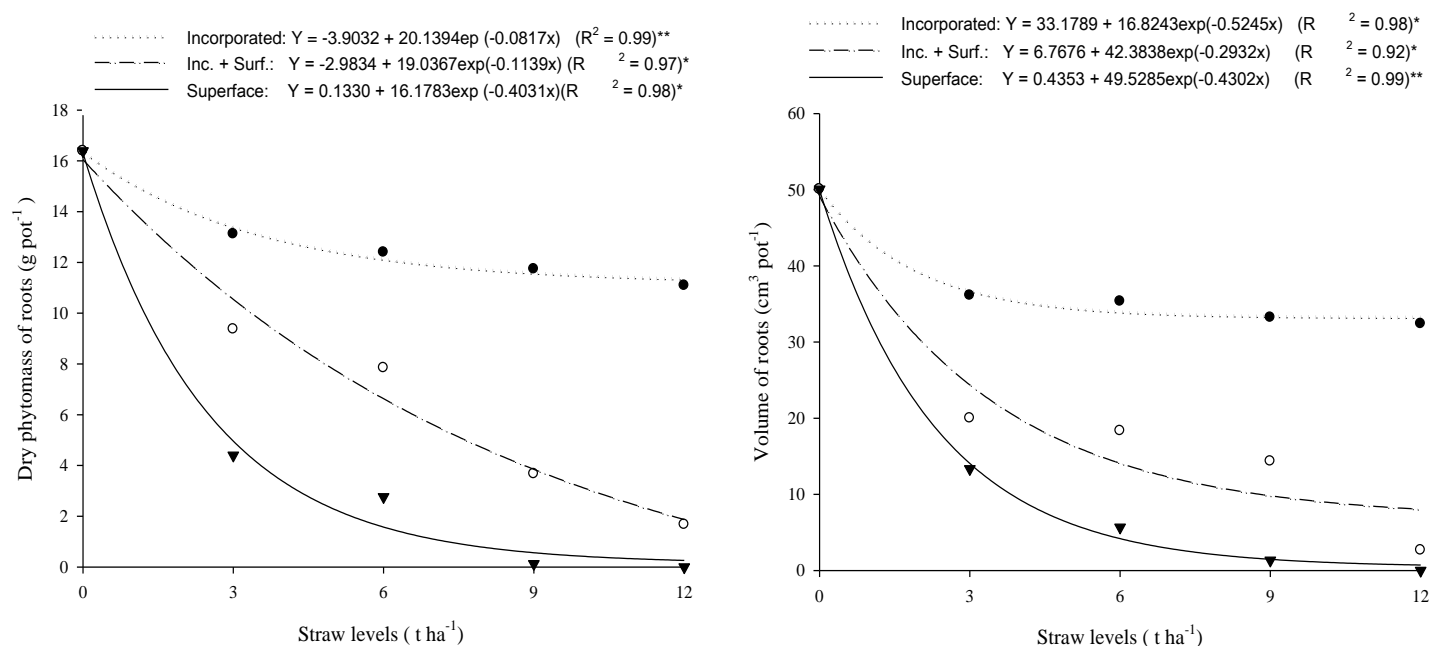 Incorporated: Y = -3.9032 + 20.1394ep (-0.0817x) (R² = 0.99)**
Inc. + Surf.: Y = -2.9834 + 19.0367exp(-0.1139x) (R ² = 0.97)*
Superface: Y = 0.1330 + 16.1783exp (-0.4031x)(R ² = 0.98)*
18
16
14
12
10
8
6
4
2
0
Dry phytomass of roots (g pot⁻¹)
0 3 6 9 12
Straw levels ( t ha⁻¹)
Incorporated: Y = 33.1789 + 16.8243exp(-0.5245x) (R ² = 0.98)*
Inc. + Surf.: Y = 6.7676 + 42.3838exp(-0.2932x) (R ² = 0.92)*
Superface: Y = 0.4353 + 49.5285exp(-0.4302x) (R ² = 0.99)**
60
50
40
30
20
10
0
Volume of roots (cm³ pot⁻¹)
0 3 6 9 12
Straw levels ( t ha⁻¹)